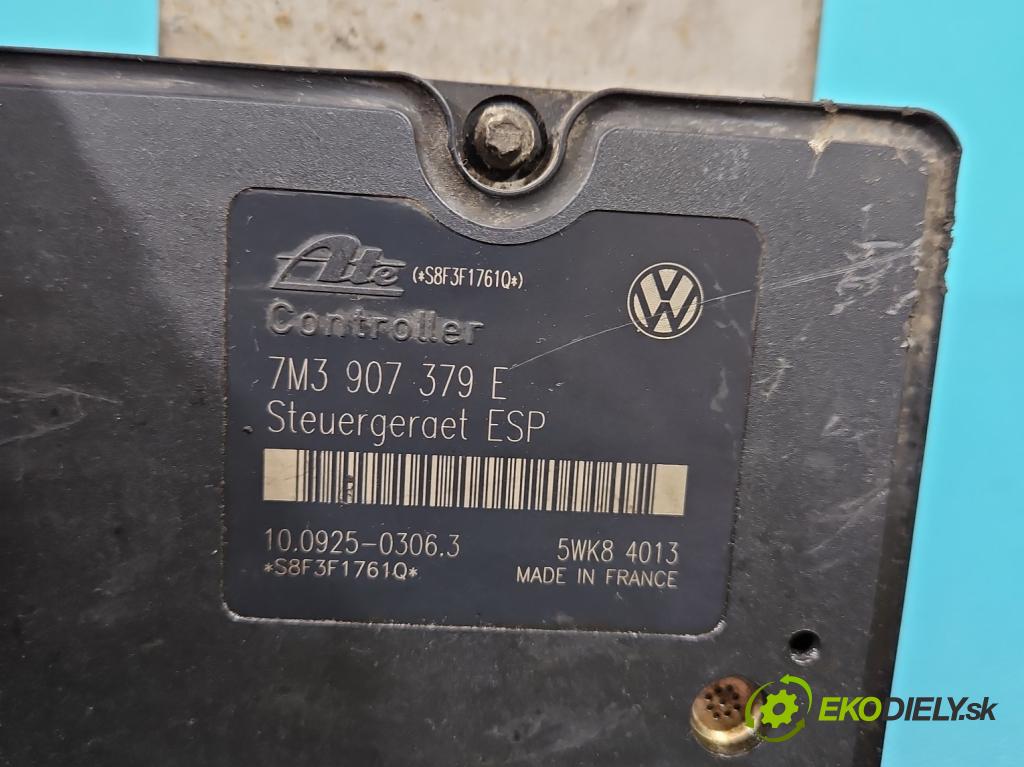 Ate (*S8F3F1761Q*)
Controller
7M3 907 379 E
Steuergeraet ESP
10.0925-0306.3 5WK8 4013
*S8F3F1761Q* MADE IN FRANCE
EKODIELY.sk